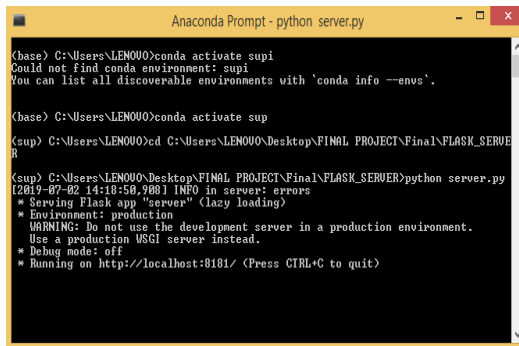 Anaconda Prompt - python  server.py
(base) C:\Users\LENOVO>conda activate supi
Could not find conda environment: supi
You can list all discoverable environments with `conda info --envs`.
(base) C:\Users\LENOVO>conda activate sup
(sup) C:\Users\LENOVO>cd C:\Users\LENOVO\Desktop\FINAL PROJECT\Final\FLASK_SERVE
R
(sup) C:\Users\LENOVO\Desktop\FINAL PROJECT\Final\FLASK_SERVER>python server.py
[2019-07-02 14:18:50,908] INFO in server: errors
 * Serving Flask app "server" (lazy loading)
 * Environment: production
   WARNING: Do not use the development server in a production environment.
   Use a production WSGI server instead.
 * Debug mode: off
 * Running on http://localhost:8181/ (Press CTRL+C to quit)